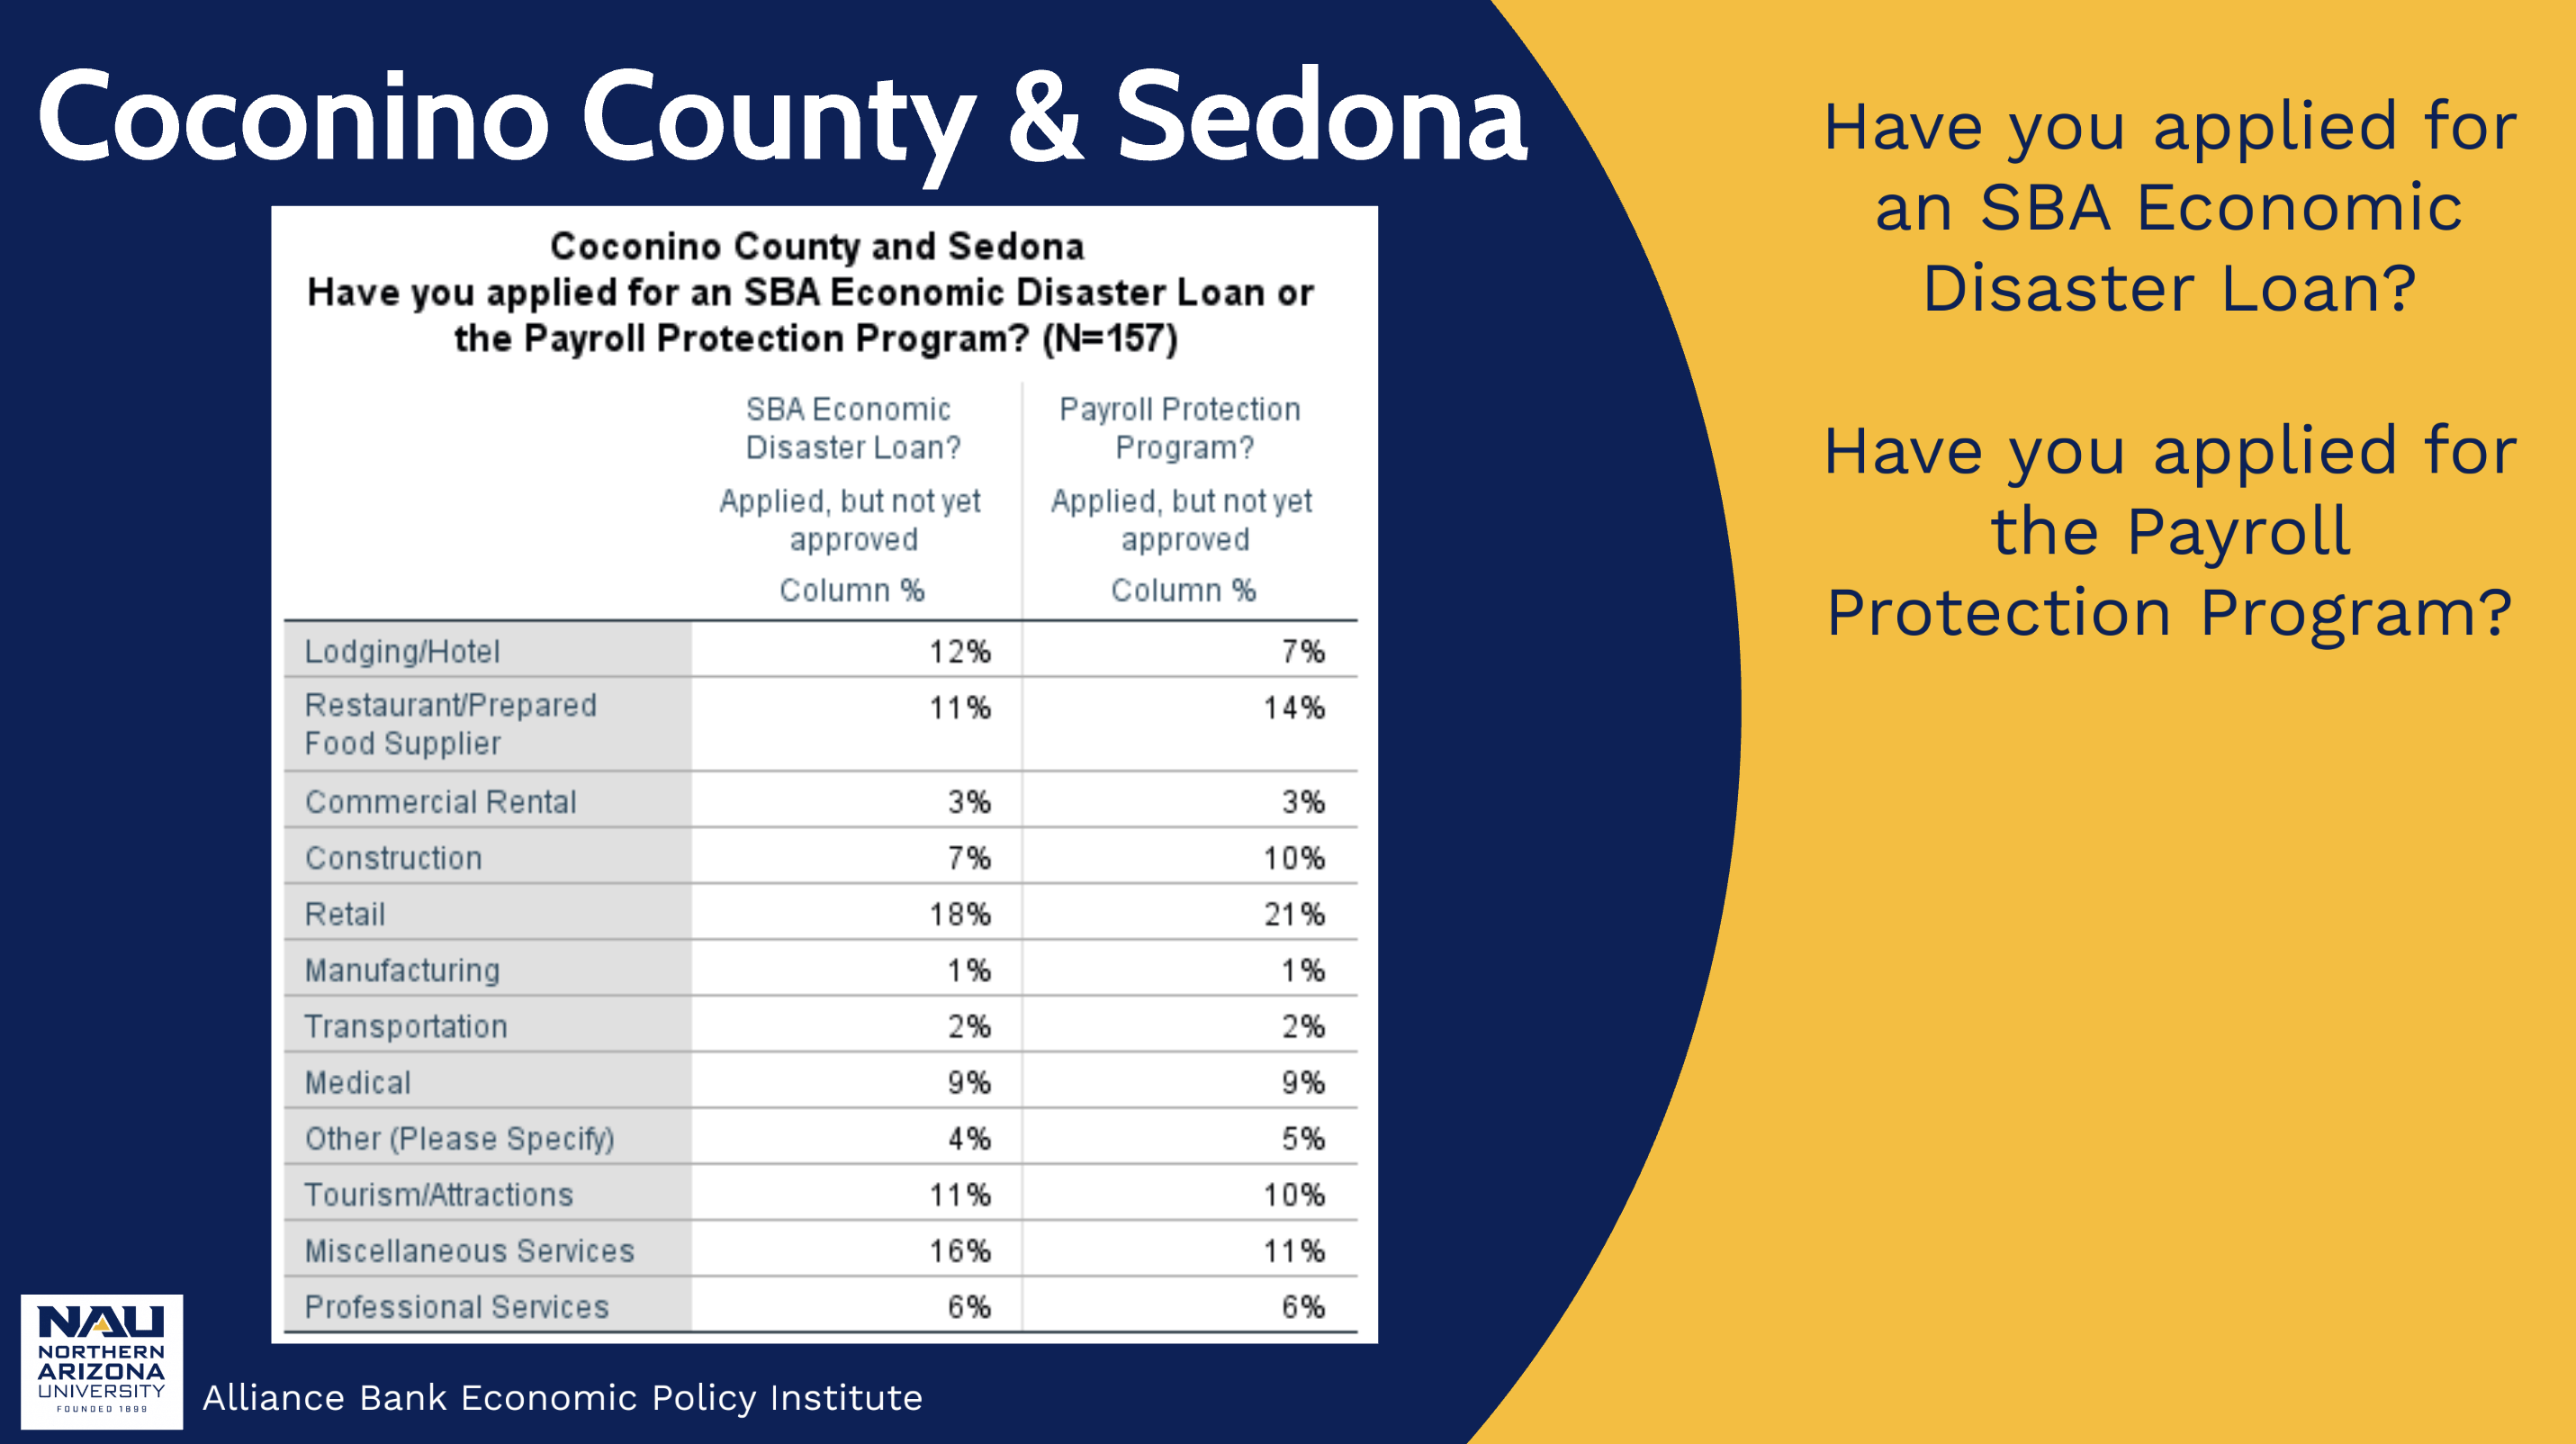 Coconino County & Sedona
Coconino County and Sedona
Have you applied for an SBA Economic Disaster Loan or
the Payroll Protection Program? (N=157)
SBA Economic Disaster Loan? Payroll Protection Program?
Applied, but not yet approved Applied, but not yet approved
Column % Column %
Lodging/Hotel 12% 7%
Restaurant/Prepared Food Supplier 11% 14%
Commercial Rental 3% 3%
Construction 7% 10%
Retail 18% 21%
Manufacturing 1% 1%
Transportation 2% 2%
Medical 9% 9%
Other (Please Specify) 4% 5%
Tourism/Attractions 11% 10%
Miscellaneous Services 16% 11%
Professional Services 6% 6%
Have you applied for
an SBA Economic
Disaster Loan?
Have you applied for
the Payroll
Protection Program?
NAU
NORTHERN
ARIZONA
UNIVERSITY
FOUNDED 1899
Alliance Bank Economic Policy Institute